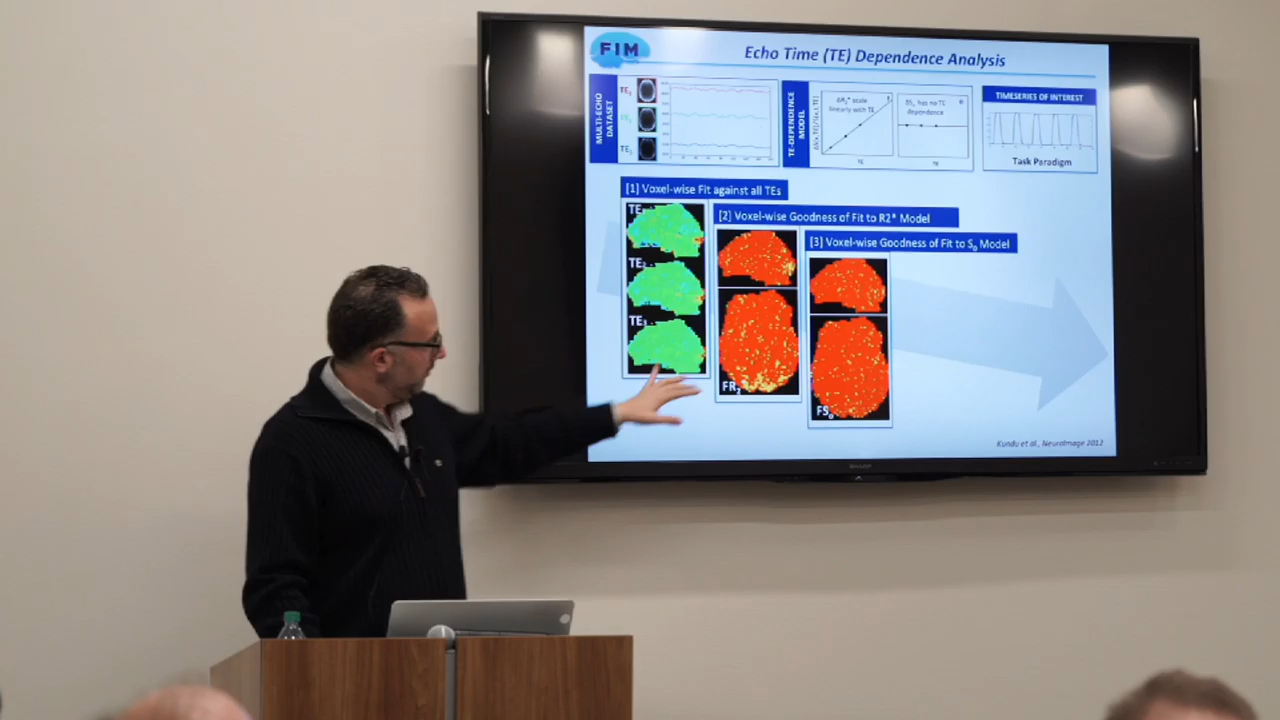 FIM
Echo Time (TE) Dependence Analysis
MULTI-ECHO
DATASET
TE1
TE2
TE3
TE-DEPENDENCE
MODEL
ΔR2* scale
linearly with TE
TE
ΔS0 has no TE
dependence
TE
TIMESERIES OF INTEREST
Task Paradigm
[1] Voxel-wise Fit against all TEs
TE1
TE2
TE3
[2] Voxel-wise Goodness of Fit to R2* Model
FR2
[3] Voxel-wise Goodness of Fit to S0 Model
FS0
Kundu et al., NeuroImage 2012
SHARP